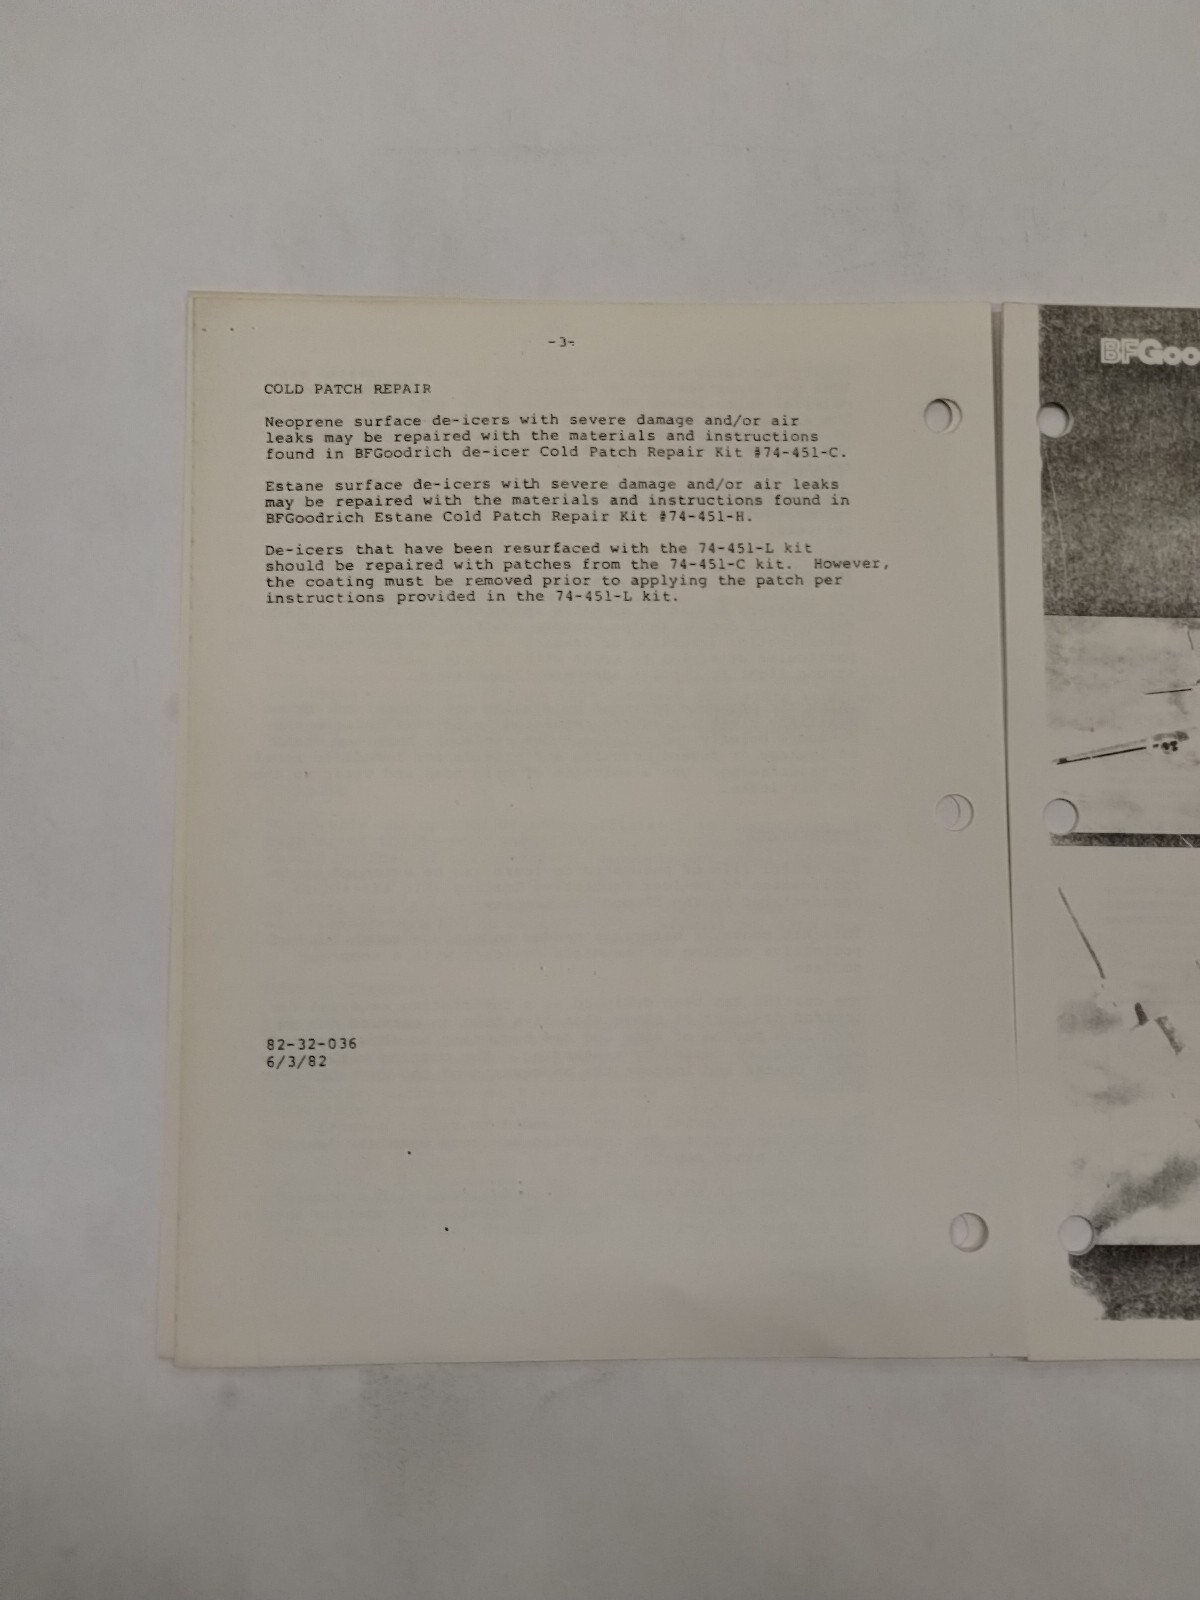 -3-
COLD PATCH REPAIR
Neoprene surface de-icers with severe damage and/or air
leaks may be repaired with the materials and instructions
found in BFGoodrich de-icer Cold Patch Repair Kit #74-451-C.
Estane surface de-icers with severe damage and/or air leaks
may be repaired with the materials and instructions found in
BFGoodrich Estane Cold Patch Repair Kit #74-451-H.
De-icers that have been resurfaced with the 74-451-L kit
should be repaired with patches from the 74-451-C kit.  However,
the coating must be removed prior to applying the patch per
instructions provided in the 74-451-L kit.
82-32-036
6/3/82
BFGoo